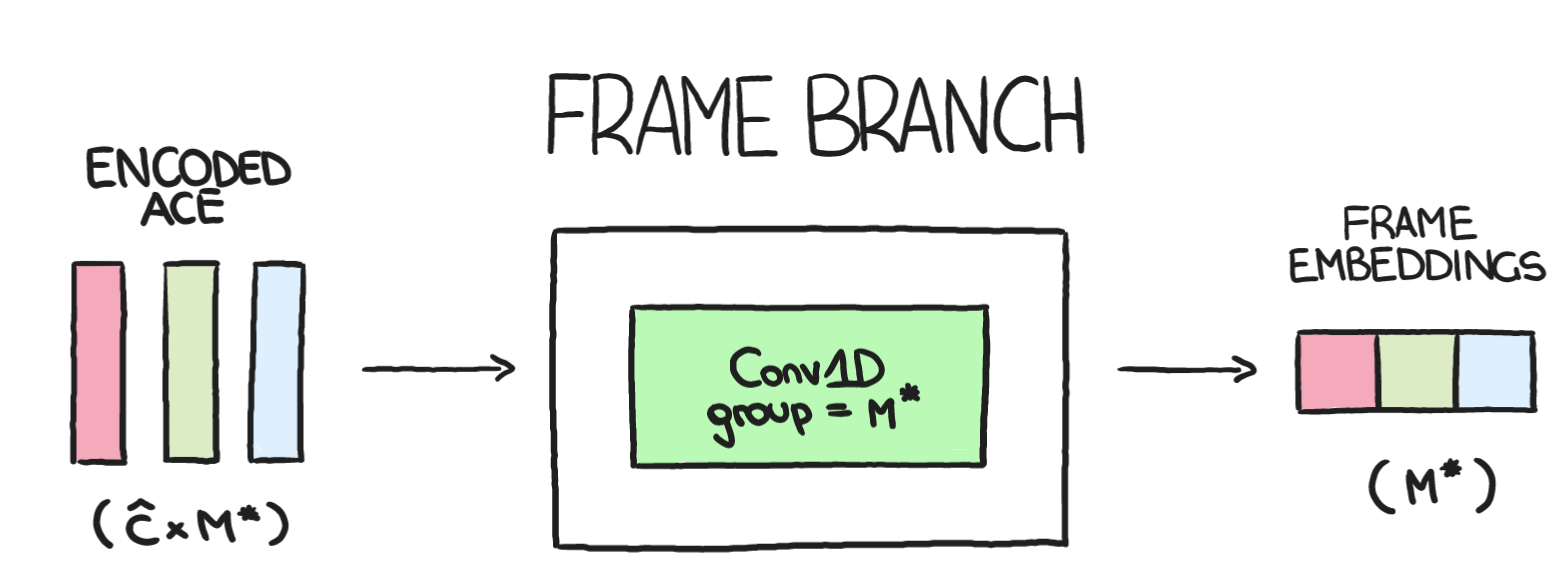 FRAME BRANCH
ENCODED
ACE
(Ĉ x M*)
Conv1D
group = M*
FRAME
EMBEDDINGS
(M*)